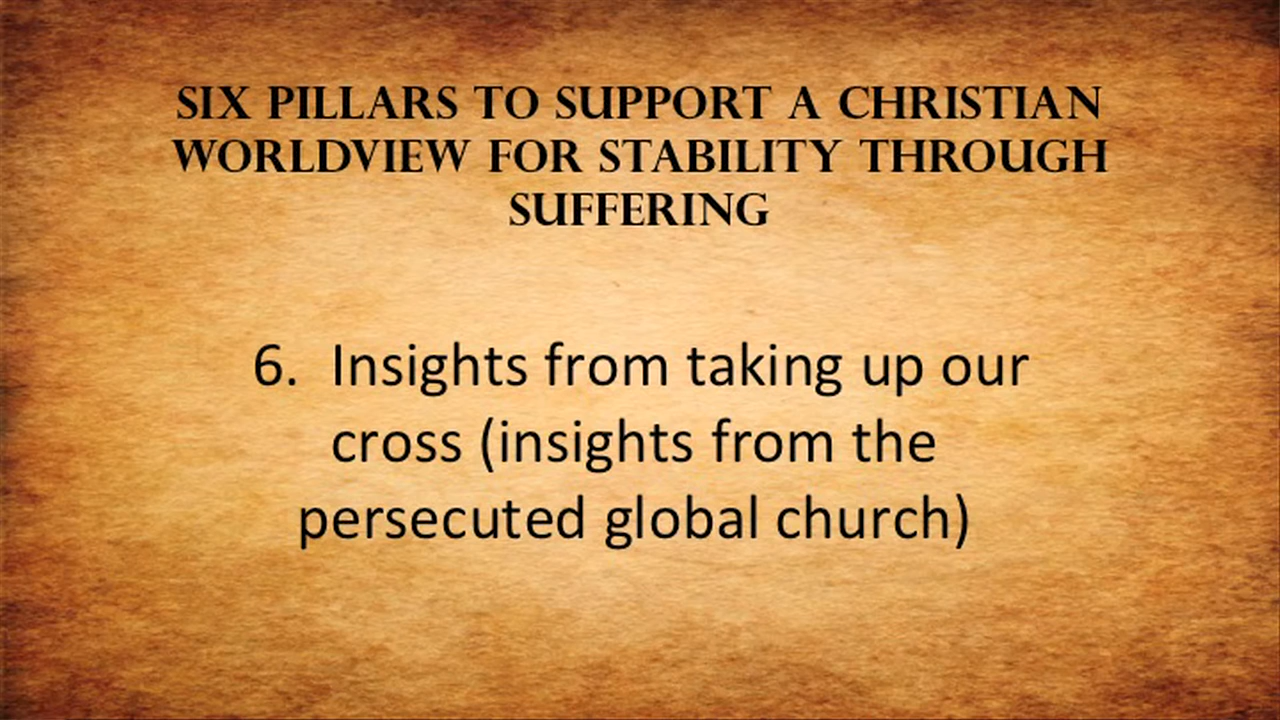 SIX PILLARS TO SUPPORT A CHRISTIAN
WORLDVIEW FOR STABILITY THROUGH
SUFFERING
6. Insights from taking up our
cross (insights from the
persecuted global church)